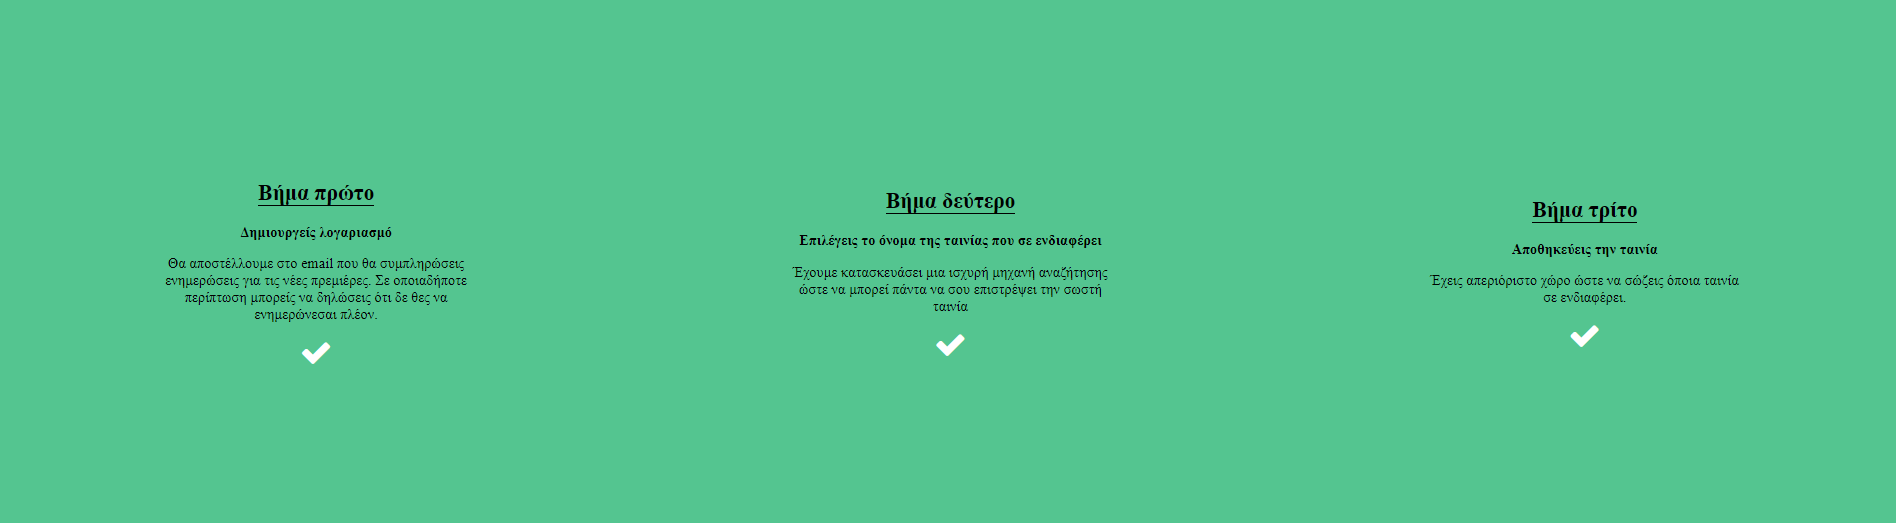 Βήμα πρώτο
Δημιουργείς λογαριασμό
Θα αποστέλλουμε στο email που θα συμπληρώσεις
ενημερώσεις για τις νέες πρεμιέρες. Σε οποιαδήποτε
περίπτωση μπορείς να δηλώσεις ότι δε θες να
ενημερώνεσαι πλέον.
Βήμα δεύτερο
Επιλέγεις το όνομα της ταινίας που σε ενδιαφέρει
Έχουμε κατασκευάσει μια ισχυρή μηχανή αναζήτησης
ώστε να μπορεί πάντα να σου επιστρέψει την σωστή
ταινία
Βήμα τρίτο
Αποθηκεύεις την ταινία
Έχεις απεριόριστο χώρο ώστε να σώζεις όποια ταινία
σε ενδιαφέρει.